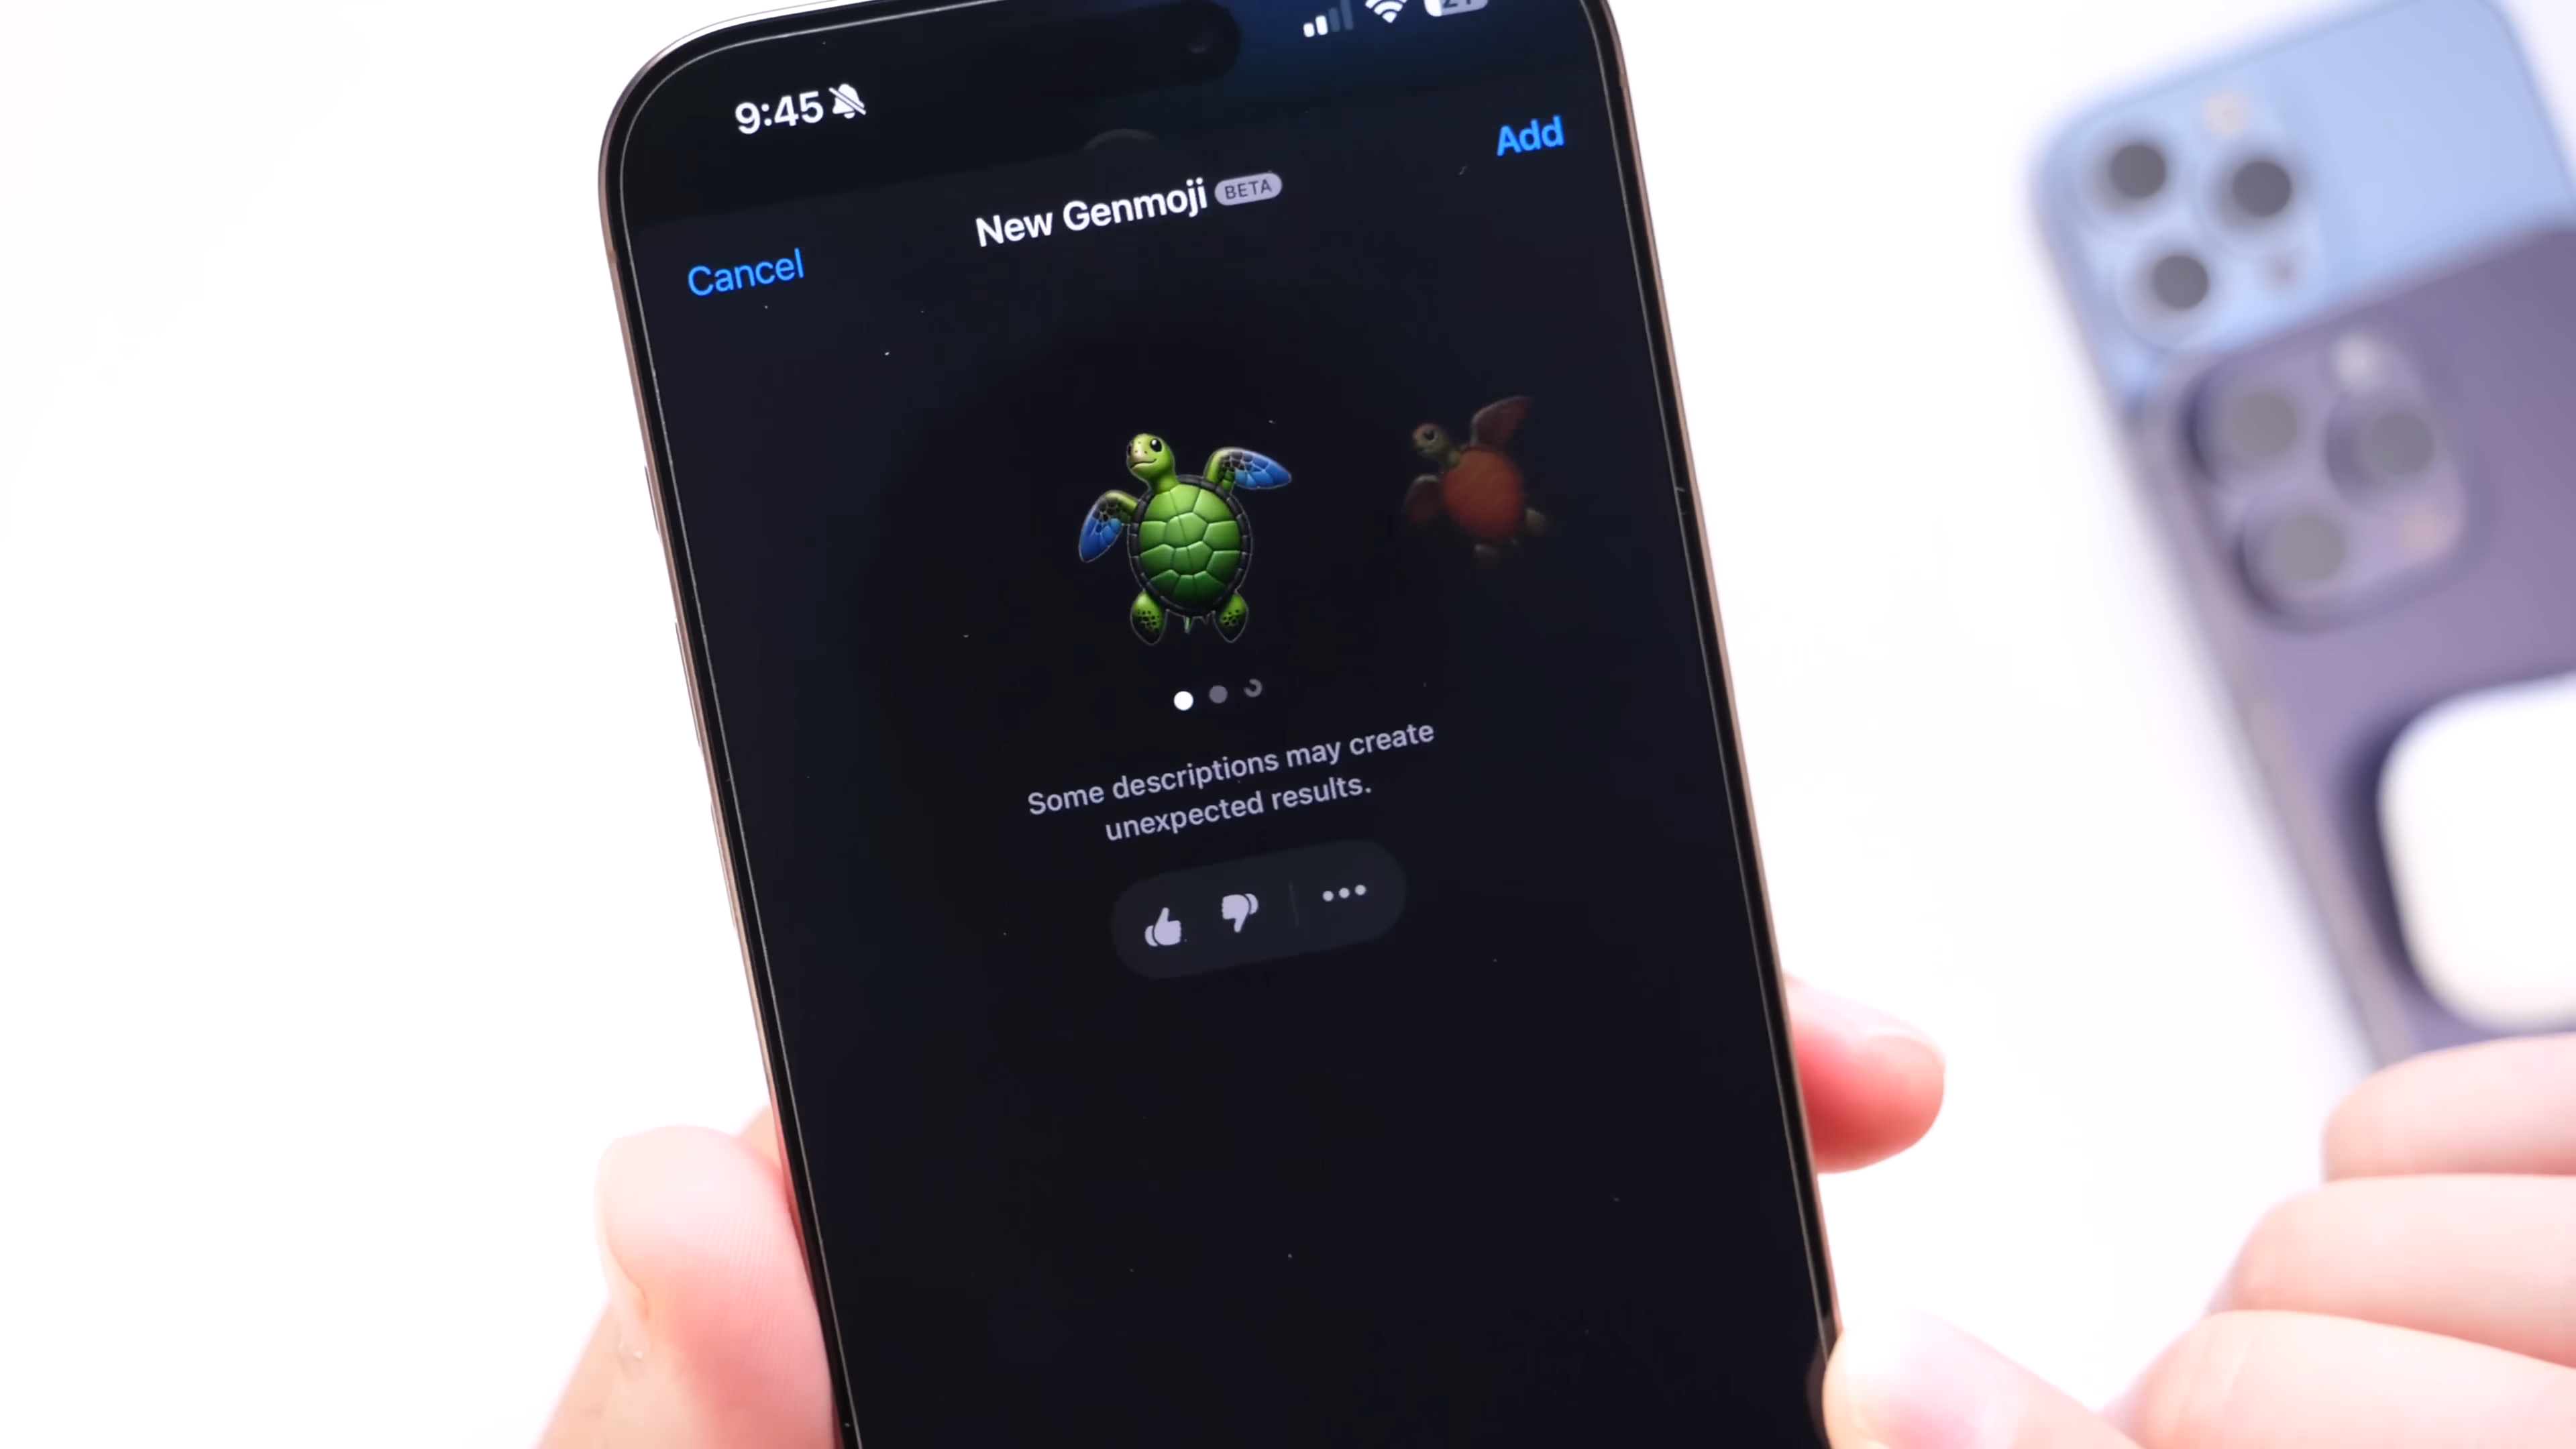 9:45
Add
New Genmoji BETA
Cancel
Some descriptions may create
unexpected results.